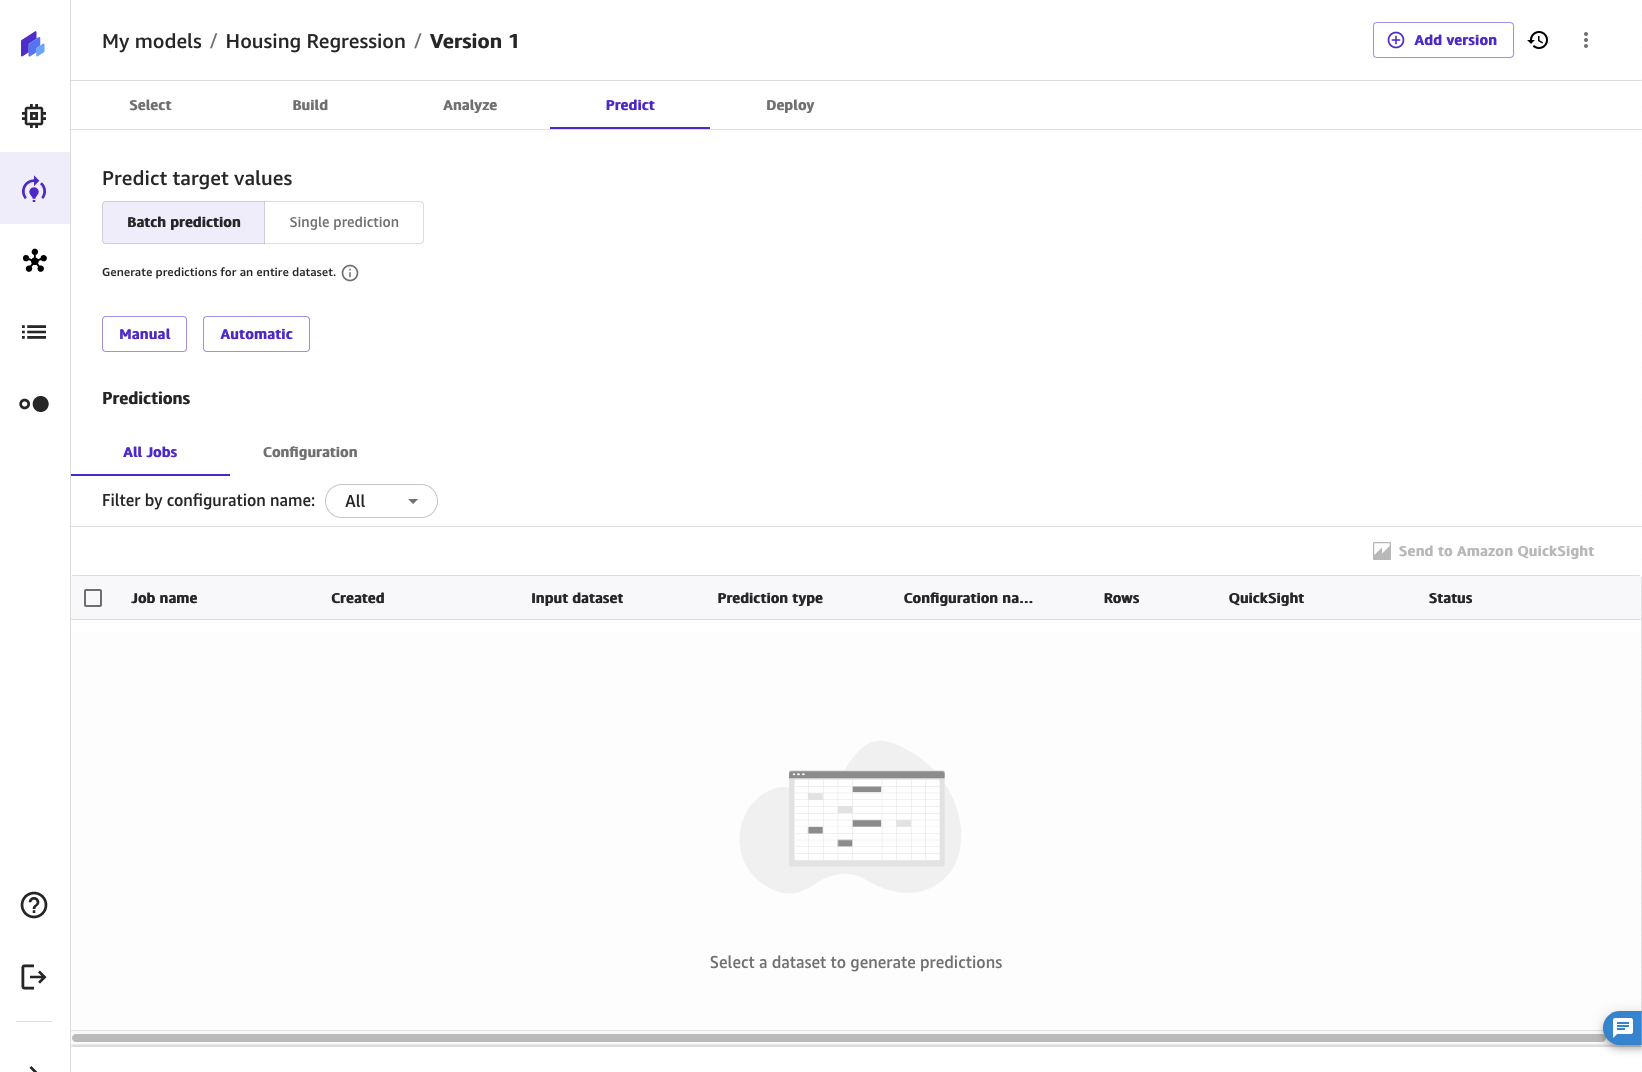 My models / Housing Regression / Version 1
Add version
Select Build Analyze Predict Deploy
Predict target values
Batch prediction Single prediction
Generate predictions for an entire dataset.
Manual Automatic
Predictions
All Jobs Configuration
Filter by configuration name: All
Send to Amazon QuickSight
Job name Created Input dataset Prediction type Configuration na... Rows QuickSight Status
Select a dataset to generate predictions